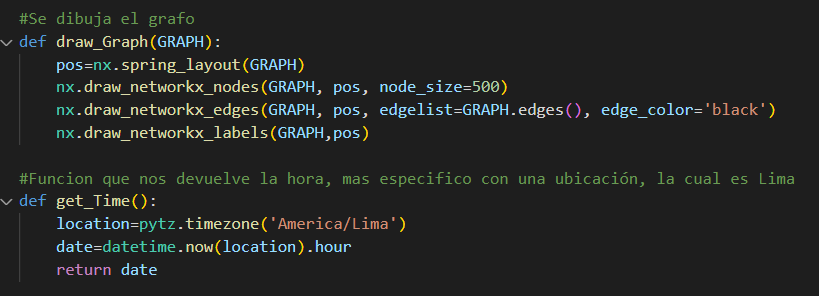 #Se dibuja el grafo
def draw_Graph(GRAPH):
    pos=nx.spring_layout(GRAPH)
    nx.draw_networkx_nodes(GRAPH, pos, node_size=500)
    nx.draw_networkx_edges(GRAPH, pos, edgelist=GRAPH.edges(), edge_color='black')
    nx.draw_networkx_labels(GRAPH,pos)
#Funcion que nos devuelve la hora, mas especifico con una ubicación, la cual es Lima
def get_Time():
    location=pytz.timezone('America/Lima')
    date=datetime.now(location).hour
    return date